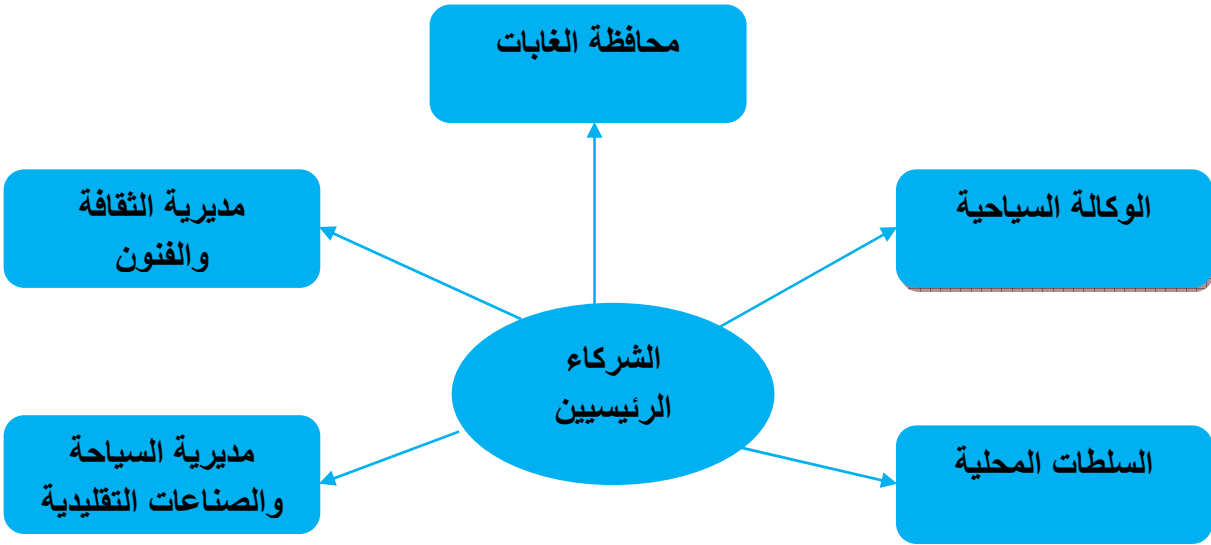 محافظة الغابات
الوكالة السياحية
مديرية الثقافة
والفنون
الشركاء
الرئيسيين
السلطات المحلية
مديرية السياحة
والصناعات التقليدية